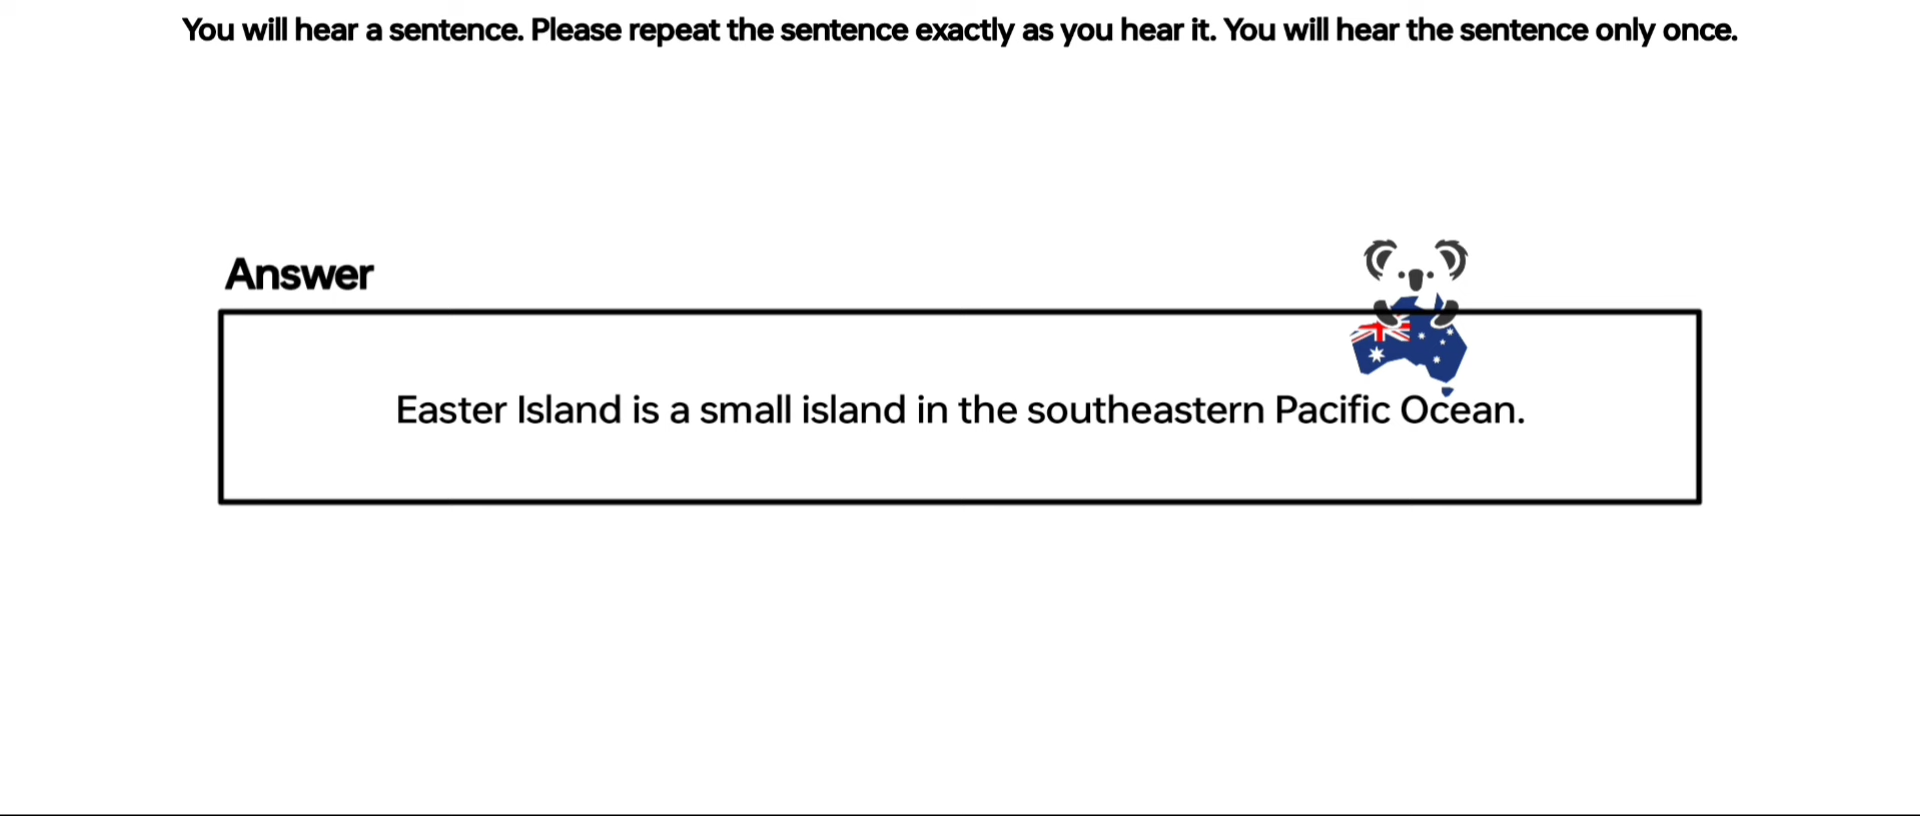 You will hear a sentence. Please repeat the sentence exactly as you hear it. You will hear the sentence only once.
Answer
Easter Island is a small island in the southeastern Pacific Ocean.